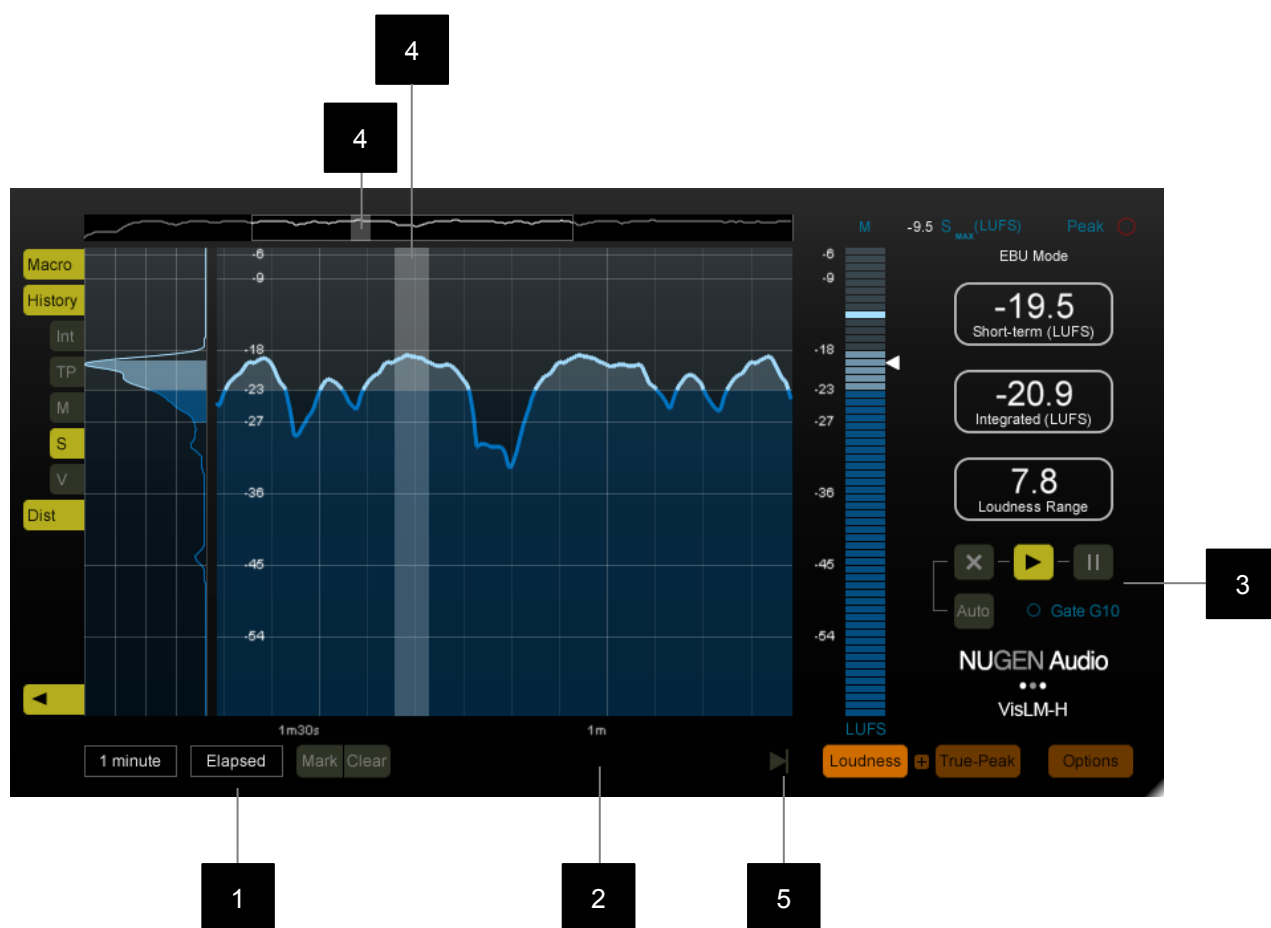 4
4
M -9.5 S MAX (LUFS) Peak
EBU Mode
Macro
History
Int
TP
M
S
V
Dist
-6
-9
-18
-23
-27
-36
-45
-54
1m30s 1m
-6
-9
-18
-23
-27
-36
-45
-54
LUFS
-19.5
Short-term (LUFS)
-20.9
Integrated (LUFS)
7.8
Loudness Range
3
Auto Gate G10
NUGEN Audio
VisLM-H
1 minute Elapsed Mark Clear Loudness + True-Peak Options
1 2 5